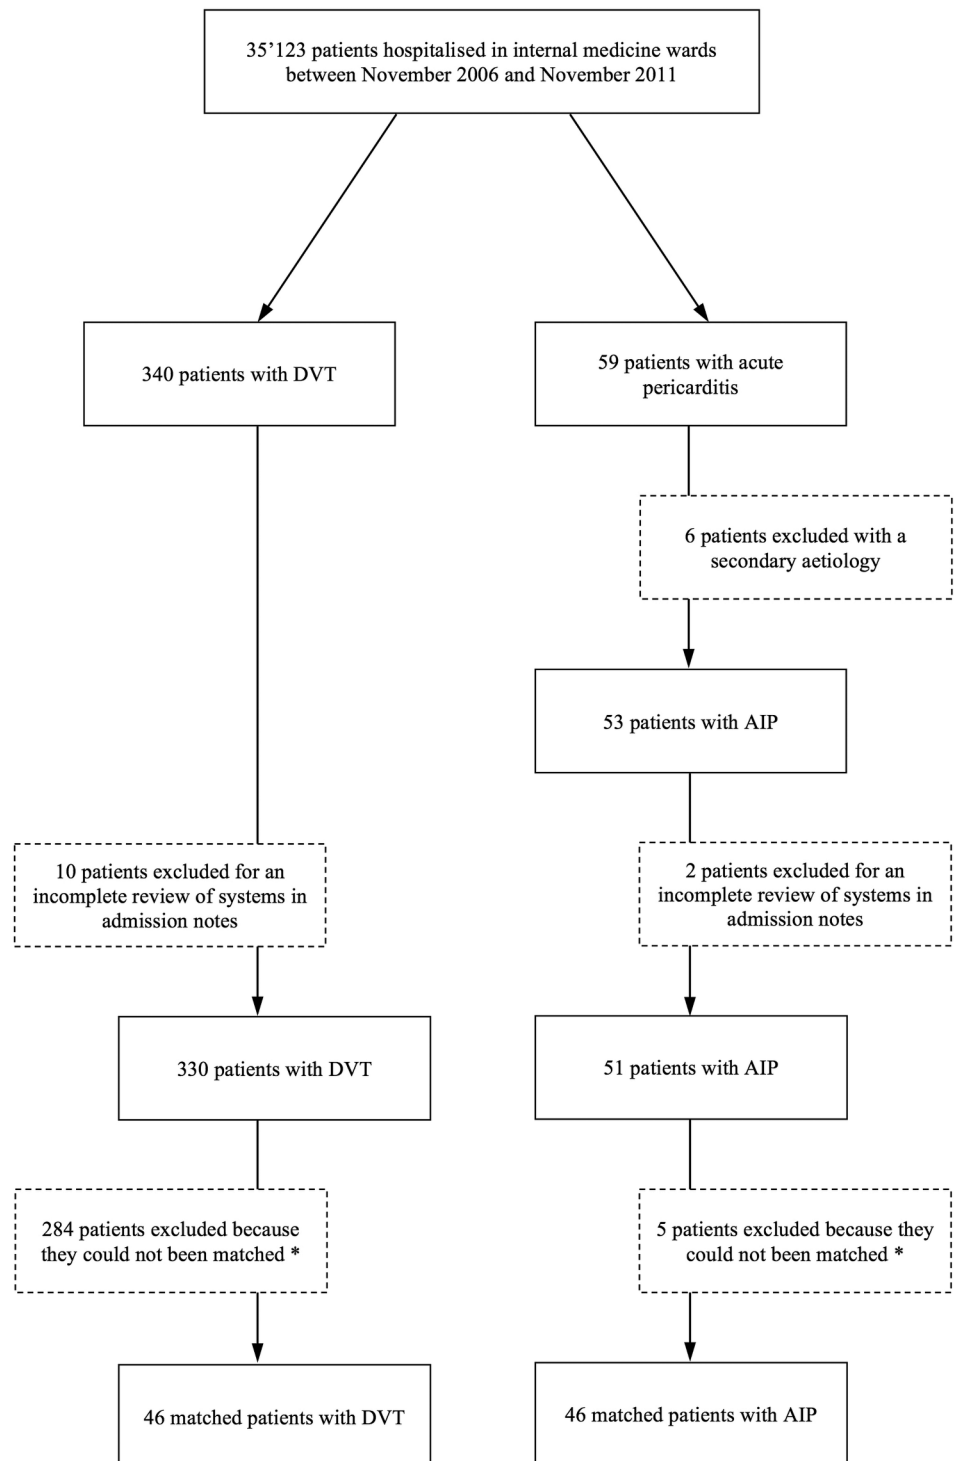 35’123 patients hospitalised in internal medicine wards
between November 2006 and November 2011
340 patients with DVT
59 patients with acute
pericarditis
6 patients excluded with a
secondary aetiology
53 patients with AIP
10 patients excluded for an
incomplete review of systems in
admission notes
2 patients excluded for an
incomplete review of systems in
admission notes
330 patients with DVT
51 patients with AIP
284 patients excluded because
they could not been matched *
5 patients excluded because they
could not been matched *
46 matched patients with DVT
46 matched patients with AIP